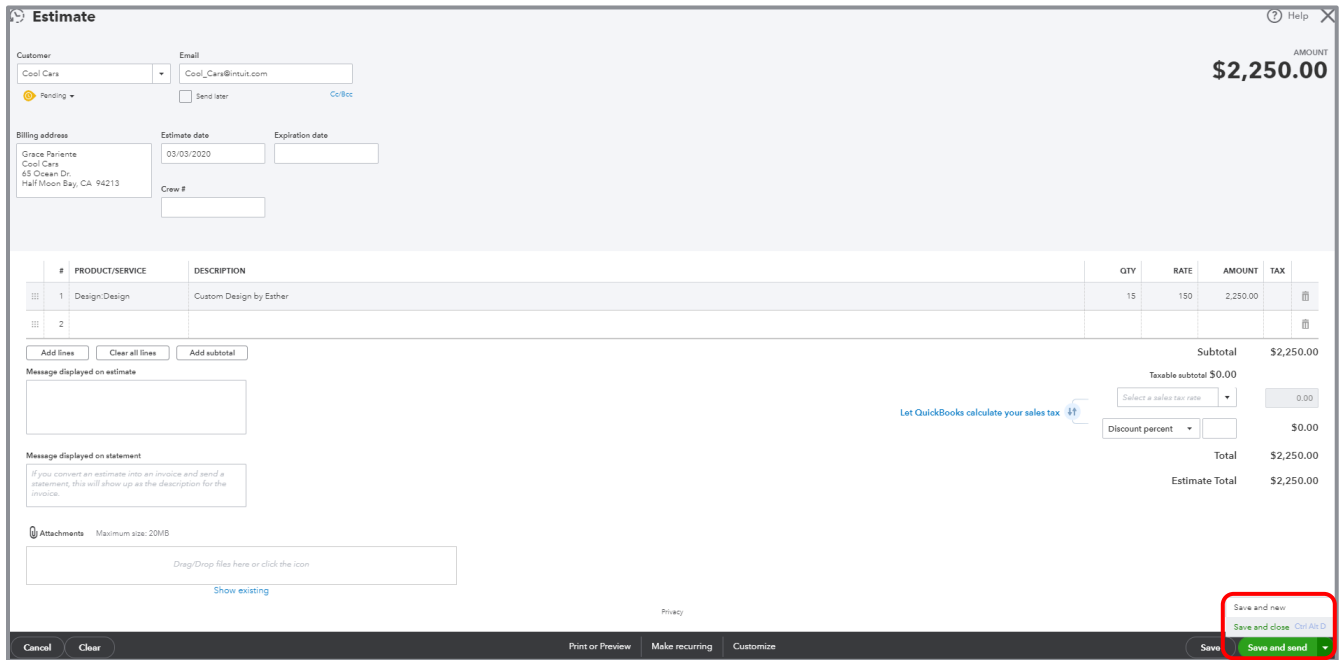 Estimate
Help
Customer
Email
AMOUNT
Cool Cars
Cool_Cars@intuit.com
$2,250.00
Pending
Send later
Cc/Bcc
Billing address
Estimate date
Expiration date
Grace Pariente
Cool Cars
65 Ocean Dr.
Half Moon Bay, CA 94213
03/03/2020
Crew #
# PRODUCT/SERVICE DESCRIPTION QTY RATE AMOUNT TAX
1 Design:Design Custom Design by Esther 15 150 2,250.00
2
Add lines Clear all lines Add subtotal
Subtotal $2,250.00
Message displayed on estimate
Taxable subtotal $0.00
Select a sales tax rate 0.00
Let QuickBooks calculate your sales tax
Discount percent $0.00
Message displayed on statement
Total $2,250.00
If you convert an estimate into an invoice and send a
statement, this will show up as the description for the
invoice.
Estimate Total $2,250.00
Attachments Maximum size: 20MB
Drag/Drop files here or click the icon
Show existing
Privacy
Save and new
Save and close Ctrl Alt D
Cancel Clear Print or Preview Make recurring Customize Save Save and send